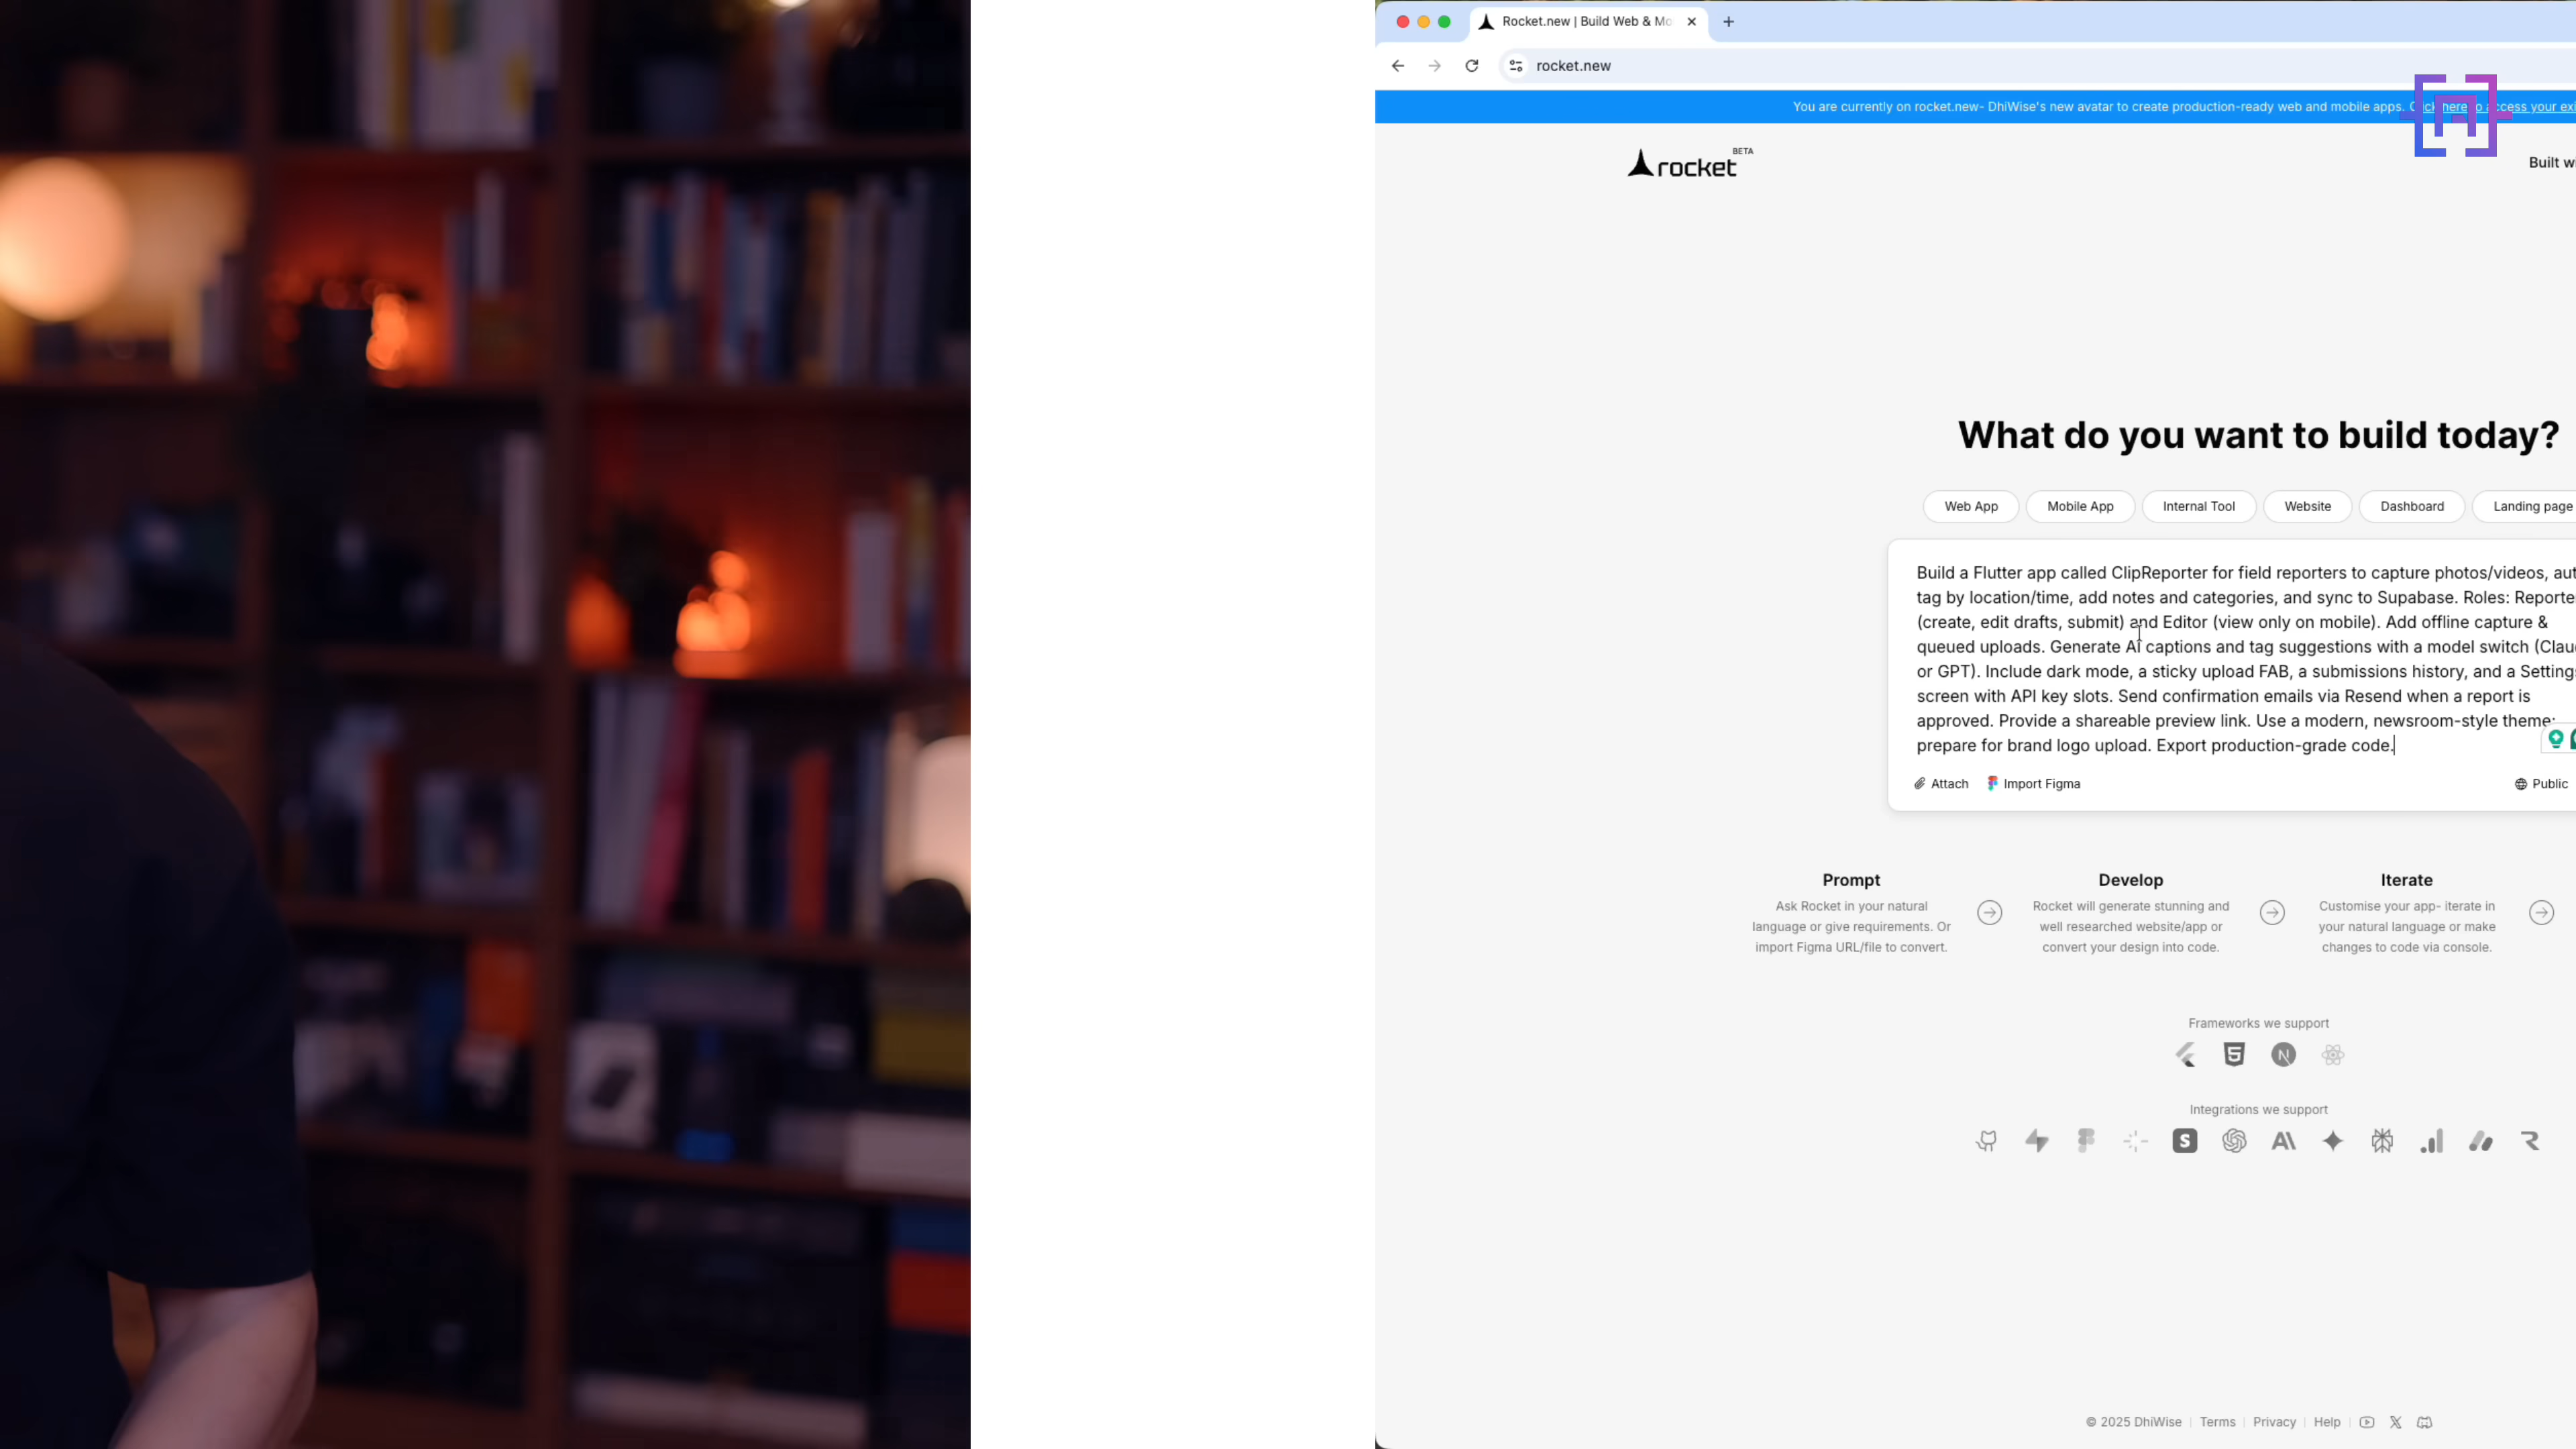 Rocket.new | Build Web & Mo
rocket.new
You are currently on rocket.new- DhiWise's new avatar to create production-ready web and mobile apps. Click here to access your exi
rocket
BETA
Built w
What do you want to build today?
Web App
Mobile App
Internal Tool
Website
Dashboard
Landing page
Build a Flutter app called ClipReporter for field reporters to capture photos/videos, aut
tag by location/time, add notes and categories, and sync to Supabase. Roles: Reporte
(create, edit drafts, submit) and Editor (view only on mobile). Add offline capture &
queued uploads. Generate AI captions and tag suggestions with a model switch (Clau
or GPT). Include dark mode, a sticky upload FAB, a submissions history, and a Setting
screen with API key slots. Send confirmation emails via Resend when a report is
approved. Provide a shareable preview link. Use a modern, newsroom-style theme;
prepare for brand logo upload. Export production-grade code.
Attach
Import Figma
Public
Prompt
Ask Rocket in your natural
language or give requirements. Or
import Figma URL/file to convert.
Develop
Rocket will generate stunning and
well researched website/app or
convert your design into code.
Iterate
Customise your app- iterate in
your natural language or make
changes to code via console.
Frameworks we support
Integrations we support
© 2025 DhiWise
Terms
Privacy
Help